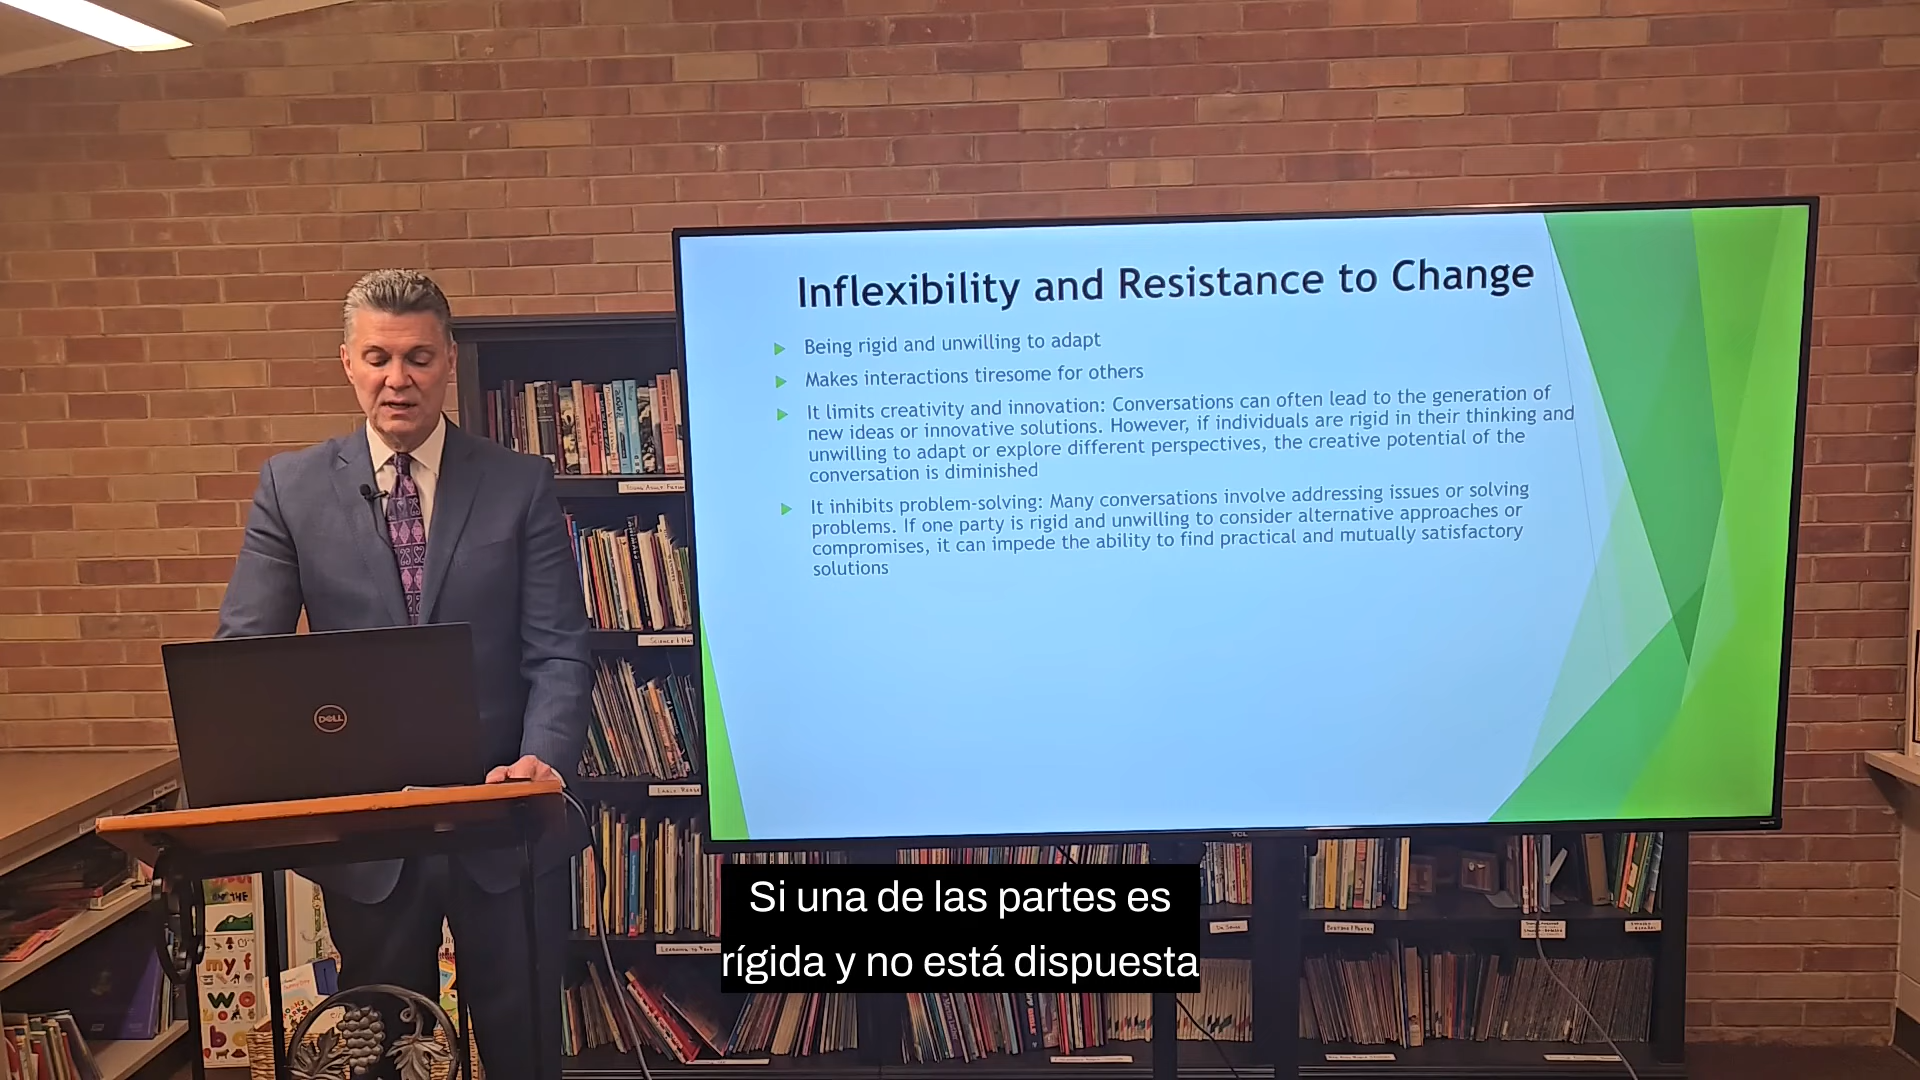 Inflexibility and Resistance to Change
Being rigid and unwilling to adapt
Makes interactions tiresome for others
It limits creativity and innovation: Conversations can often lead to the generation of
new ideas or innovative solutions. However, if individuals are rigid in their thinking and
unwilling to adapt or explore different perspectives, the creative potential of the
conversation is diminished
It inhibits problem-solving: Many conversations involve addressing issues or solving
problems. If one party is rigid and unwilling to consider alternative approaches or
compromises, it can impede the ability to find practical and mutually satisfactory
solutions
TCL
DELL
Si una de las partes es
rígida y no está dispuesta
my f
wo